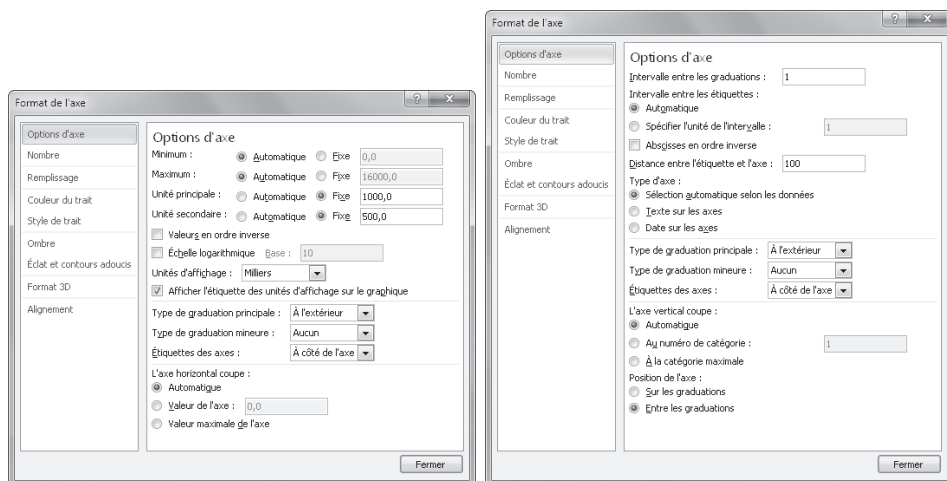 Format de l'axe
Options d'axe
Nombre
Remplissage
Couleur du trait
Style de trait
Ombre
Éclat et contours adoucis
Format 3D
Alignement
Options d'axe
Minimum : Automatique Fixe 0,0
Maximum : Automatique Fixe 16000,0
Unité principale : Automatique Fixe 1000,0
Unité secondaire : Automatique Fixe 500,0
Valeurs en ordre inverse
Échelle logarithmique Base : 10
Unités d'affichage : Milliers
Afficher l'étiquette des unités d'affichage sur le graphique
Type de graduation principale : À l'extérieur
Type de graduation mineure : Aucun
Étiquettes des axes : À côté de l'axe
L'axe horizontal coupe :
Automatique
Valeur de l'axe : 0,0
Valeur maximale de l'axe
Fermer
Format de l'axe
Options d'axe
Nombre
Remplissage
Couleur du trait
Style de trait
Ombre
Éclat et contours adoucis
Format 3D
Alignement
Options d'axe
Intervalle entre les graduations : 1
Intervalle entre les étiquettes :
Automatique
Spécifier l'unité de l'intervalle : 1
Abscisses en ordre inverse
Distance entre l'étiquette et l'axe : 100
Type d'axe :
Sélection automatique selon les données
Texte sur les axes
Date sur les axes
Type de graduation principale : À l'extérieur
Type de graduation mineure : Aucun
Étiquettes des axes : À côté de l'axe
L'axe vertical coupe :
Automatique
Au numéro de catégorie : 1
À la catégorie maximale
Position de l'axe :
Sur les graduations
Entre les graduations
Fermer